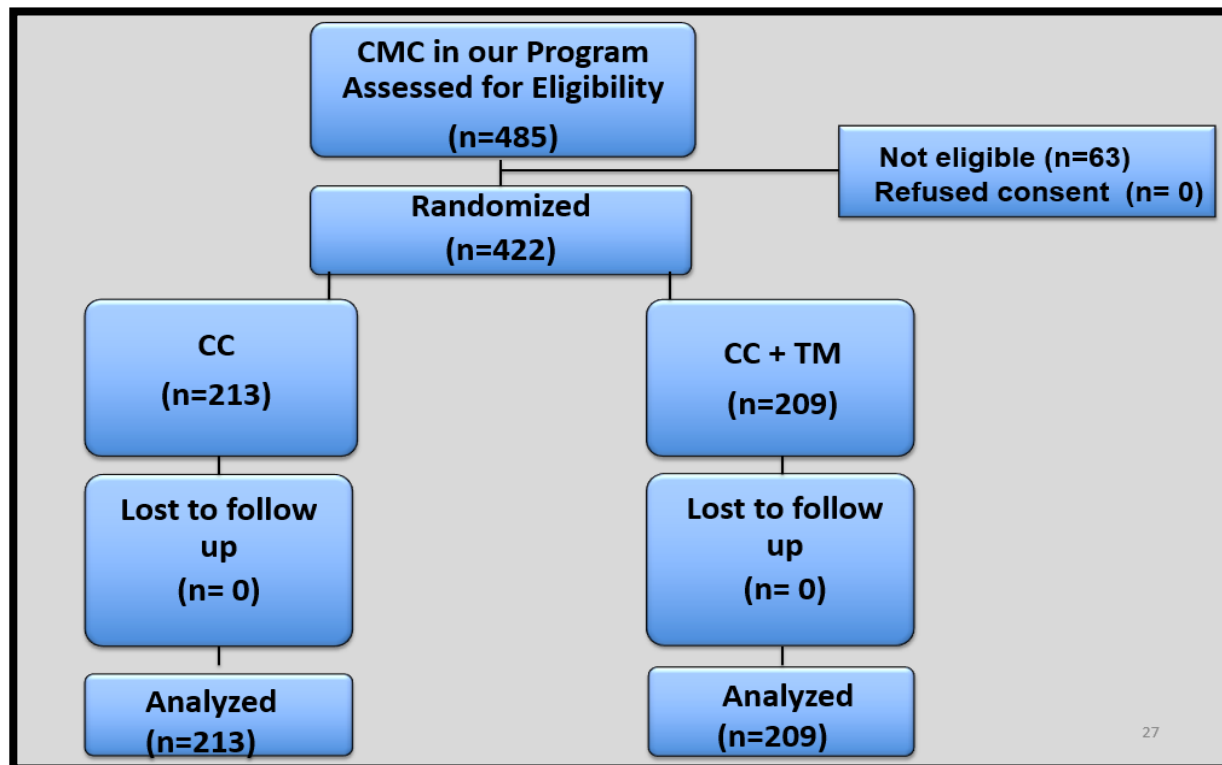 CMC in our Program
Assessed for Eligibility
(n=485)
Not eligible (n=63)
Refused consent  (n= 0)
Randomized
(n=422)
CC
(n=213)
CC + TM
(n=209)
Lost to follow
up
(n= 0)
Lost to follow
up
(n= 0)
Analyzed
(n=213)
Analyzed
(n=209)
27